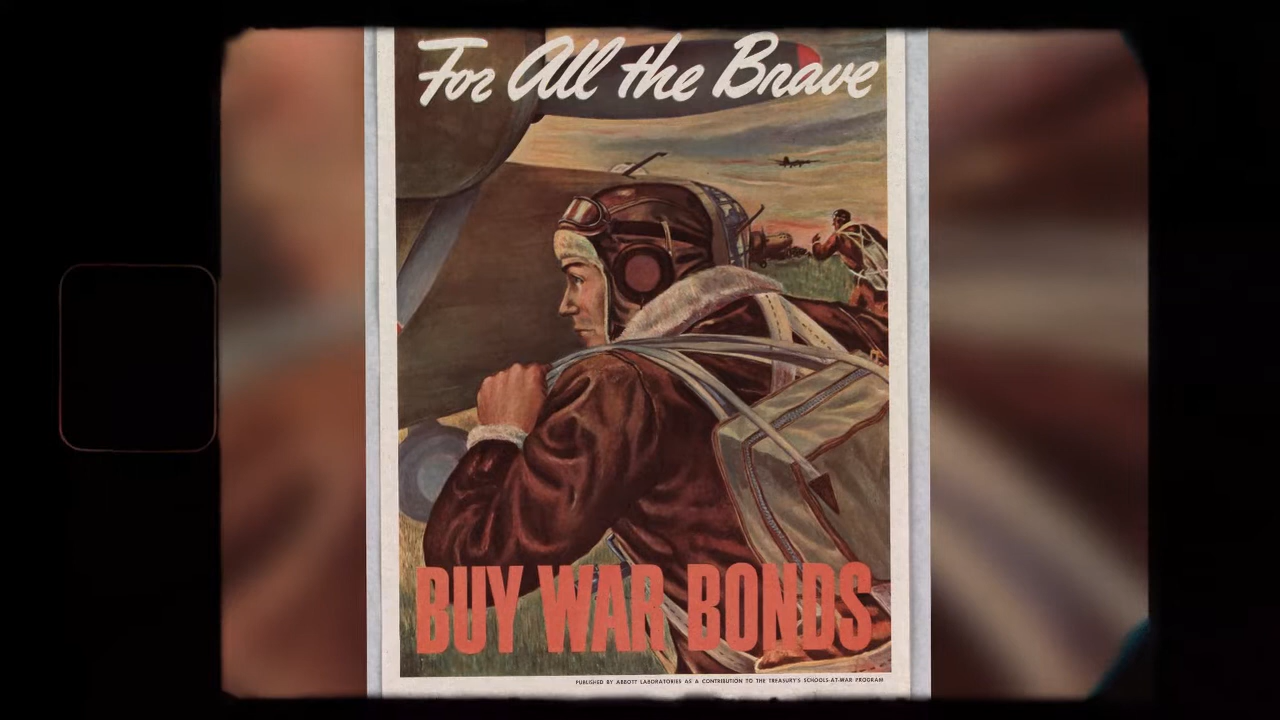 For All the Brave
BUY WAR BONDS
PUBLISHED BY ABBOTT LABORATORIES AS A CONTRIBUTION TO THE TREASURY'S SCHOOLS-AT-WAR PROGRAM